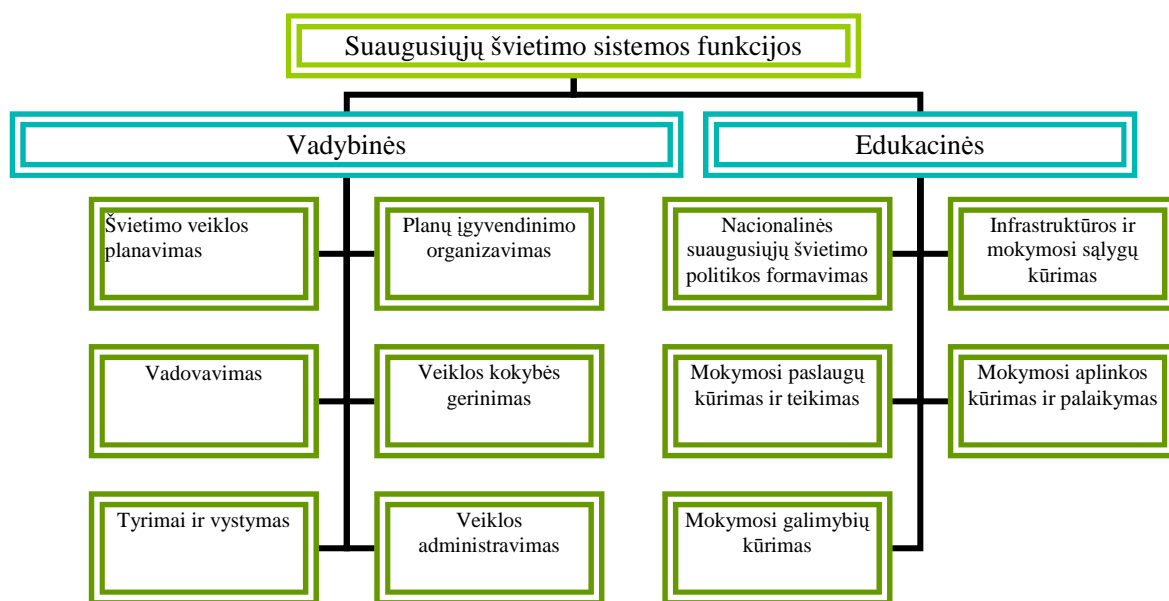 Suaugusiųjų švietimo sistemos funkcijos
Vadybinės
Edukacinės
Švietimo veiklos
planavimas
Planų įgyvendinimo
organizavimas
Nacionalinės
suaugusiųjų švietimo
politikos formavimas
Infrastruktūros ir
mokymosi sąlygų
kūrimas
Vadovavimas
Veiklos kokybės
gerinimas
Mokymosi paslaugų
kūrimas ir teikimas
Mokymosi aplinkos
kūrimas ir palaikymas
Tyrimai ir vystymas
Veiklos
administravimas
Mokymosi galimybių
kūrimas